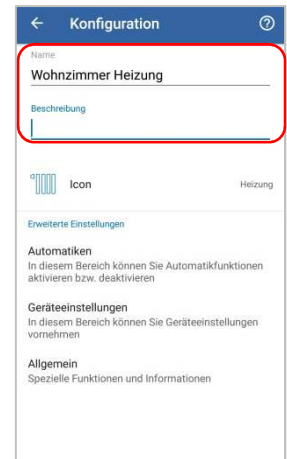 Konfiguration
Name
Wohnzimmer Heizung
Beschreibung
Icon
Heizung
Erweiterte Einstellungen
Automatiken
In diesem Bereich können Sie Automatikfunktionen
aktivieren bzw. deaktivieren
Geräteeinstellungen
In diesem Bereich können Sie Geräteeinstellungen
vornehmen
Allgemein
Spezielle Funktionen und Informationen